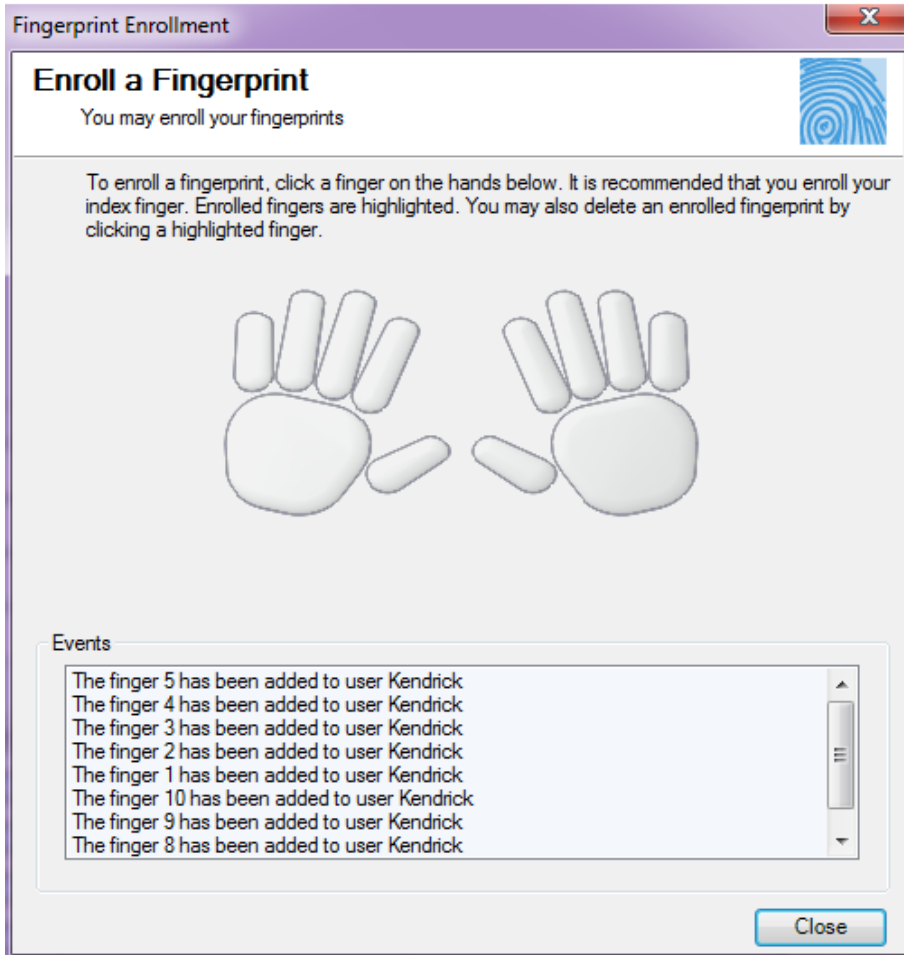 Fingerprint Enrollment
Enroll a Fingerprint
You may enroll your fingerprints
To enroll a fingerprint, click a finger on the hands below. It is recommended that you enroll your
index finger. Enrolled fingers are highlighted. You may also delete an enrolled fingerprint by
clicking a highlighted finger.
Events
The finger 5 has been added to user Kendrick
The finger 4 has been added to user Kendrick
The finger 3 has been added to user Kendrick
The finger 2 has been added to user Kendrick
The finger 1 has been added to user Kendrick
The finger 10 has been added to user Kendrick
The finger 9 has been added to user Kendrick
The finger 8 has been added to user Kendrick
Close